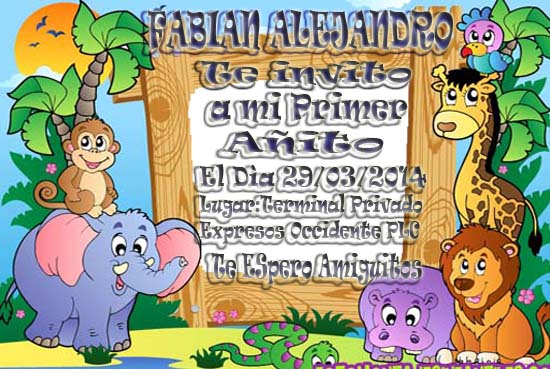 FABIAN ALEJANDRO
Te invito
a mi Primer
Añito
El Dia 29/03/2014
Lugar:Terminal Privado
Expresos Occidente PLC
Te ESpero Amiguitos